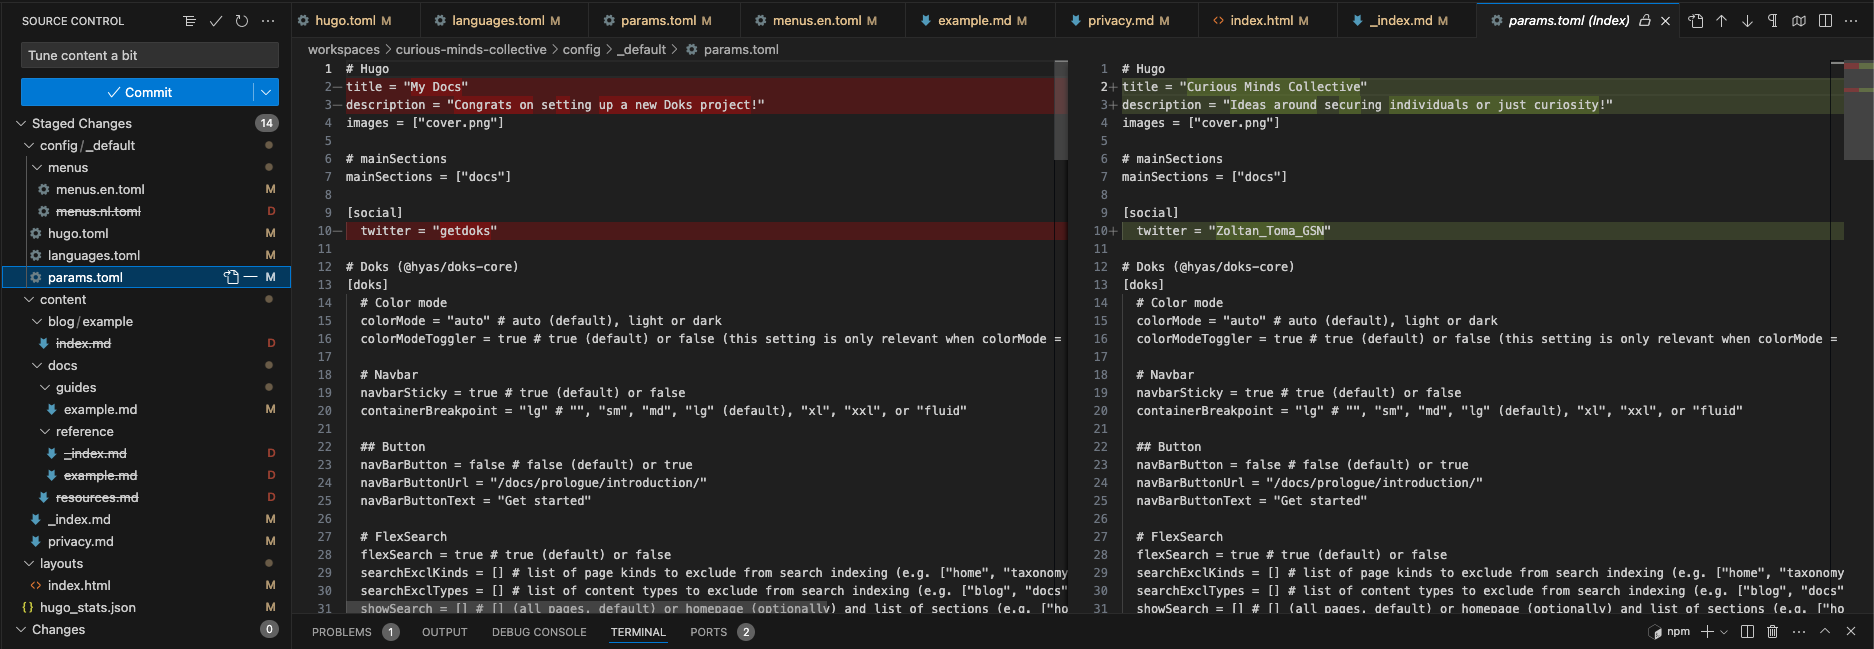 SOURCE CONTROL
Tune content a bit
Commit
Staged Changes 14
config / _default
menus
menus.en.toml M
menus.nl.toml D
hugo.toml M
languages.toml M
params.toml M
content
blog / example
index.md D
docs
guides
example.md M
reference
_index.md D
example.md D
resources.md D
_index.md M
privacy.md M
layouts
index.html M
hugo_stats.json M
Changes 0
hugo.toml M languages.toml M params.toml M menus.en.toml M example.md M privacy.md M index.html M _index.md M params.toml (Index)
workspaces > curious-minds-collective > config > _default > params.toml
1 # Hugo
2 title = "My Docs"
3 description = "Congrats on setting up a new Doks project!"
4 images = ["cover.png"]
5
6 # mainSections
7 mainSections = ["docs"]
8
9 [social]
10 twitter = "getdoks"
11
12 # Doks (@hyas/doks-core)
13 [doks]
14 # Color mode
15 colorMode = "auto" # auto (default), light or dark
16 colorModeToggler = true # true (default) or false (this setting is only relevant when colorMode =
17
18 # Navbar
19 navbarSticky = true # true (default) or false
20 containerBreakpoint = "lg" # "", "sm", "md", "lg" (default), "xl", "xxl", or "fluid"
21
22 ## Button
23 navBarButton = false # false (default) or true
24 navBarButtonUrl = "/docs/prologue/introduction/"
25 navBarButtonText = "Get started"
26
27 # FlexSearch
28 flexSearch = true # true (default) or false
29 searchExclKinds = [] # list of page kinds to exclude from search indexing (e.g. ["home", "taxonomy
30 searchExclTypes = [] # list of content types to exclude from search indexing (e.g. ["blog", "docs"
31 showSearch = [] # [] (all pages, default) or homepage (optionally) and list of sections (e.g. ["ho
1 # Hugo
2 + title = "Curious Minds Collective"
3 + description = "Ideas around securing individuals or just curiosity!"
4 images = ["cover.png"]
5
6 # mainSections
7 mainSections = ["docs"]
8
9 [social]
10 + twitter = "Zoltan_Toma_GSN"
11
12 # Doks (@hyas/doks-core)
13 [doks]
14 # Color mode
15 colorMode = "auto" # auto (default), light or dark
16 colorModeToggler = true # true (default) or false (this setting is only relevant when colorMode =
17
18 # Navbar
19 navbarSticky = true # true (default) or false
20 containerBreakpoint = "lg" # "", "sm", "md", "lg" (default), "xl", "xxl", or "fluid"
21
22 ## Button
23 navBarButton = false # false (default) or true
24 navBarButtonUrl = "/docs/prologue/introduction/"
25 navBarButtonText = "Get started"
26
27 # FlexSearch
28 flexSearch = true # true (default) or false
29 searchExclKinds = [] # list of page kinds to exclude from search indexing (e.g. ["home", "taxonomy
30 searchExclTypes = [] # list of content types to exclude from search indexing (e.g. ["blog", "docs"
31 showSearch = [] # [] (all pages, default) or homepage (optionally) and list of sections (e.g. ["ho
PROBLEMS 1 OUTPUT DEBUG CONSOLE TERMINAL PORTS 2 npm